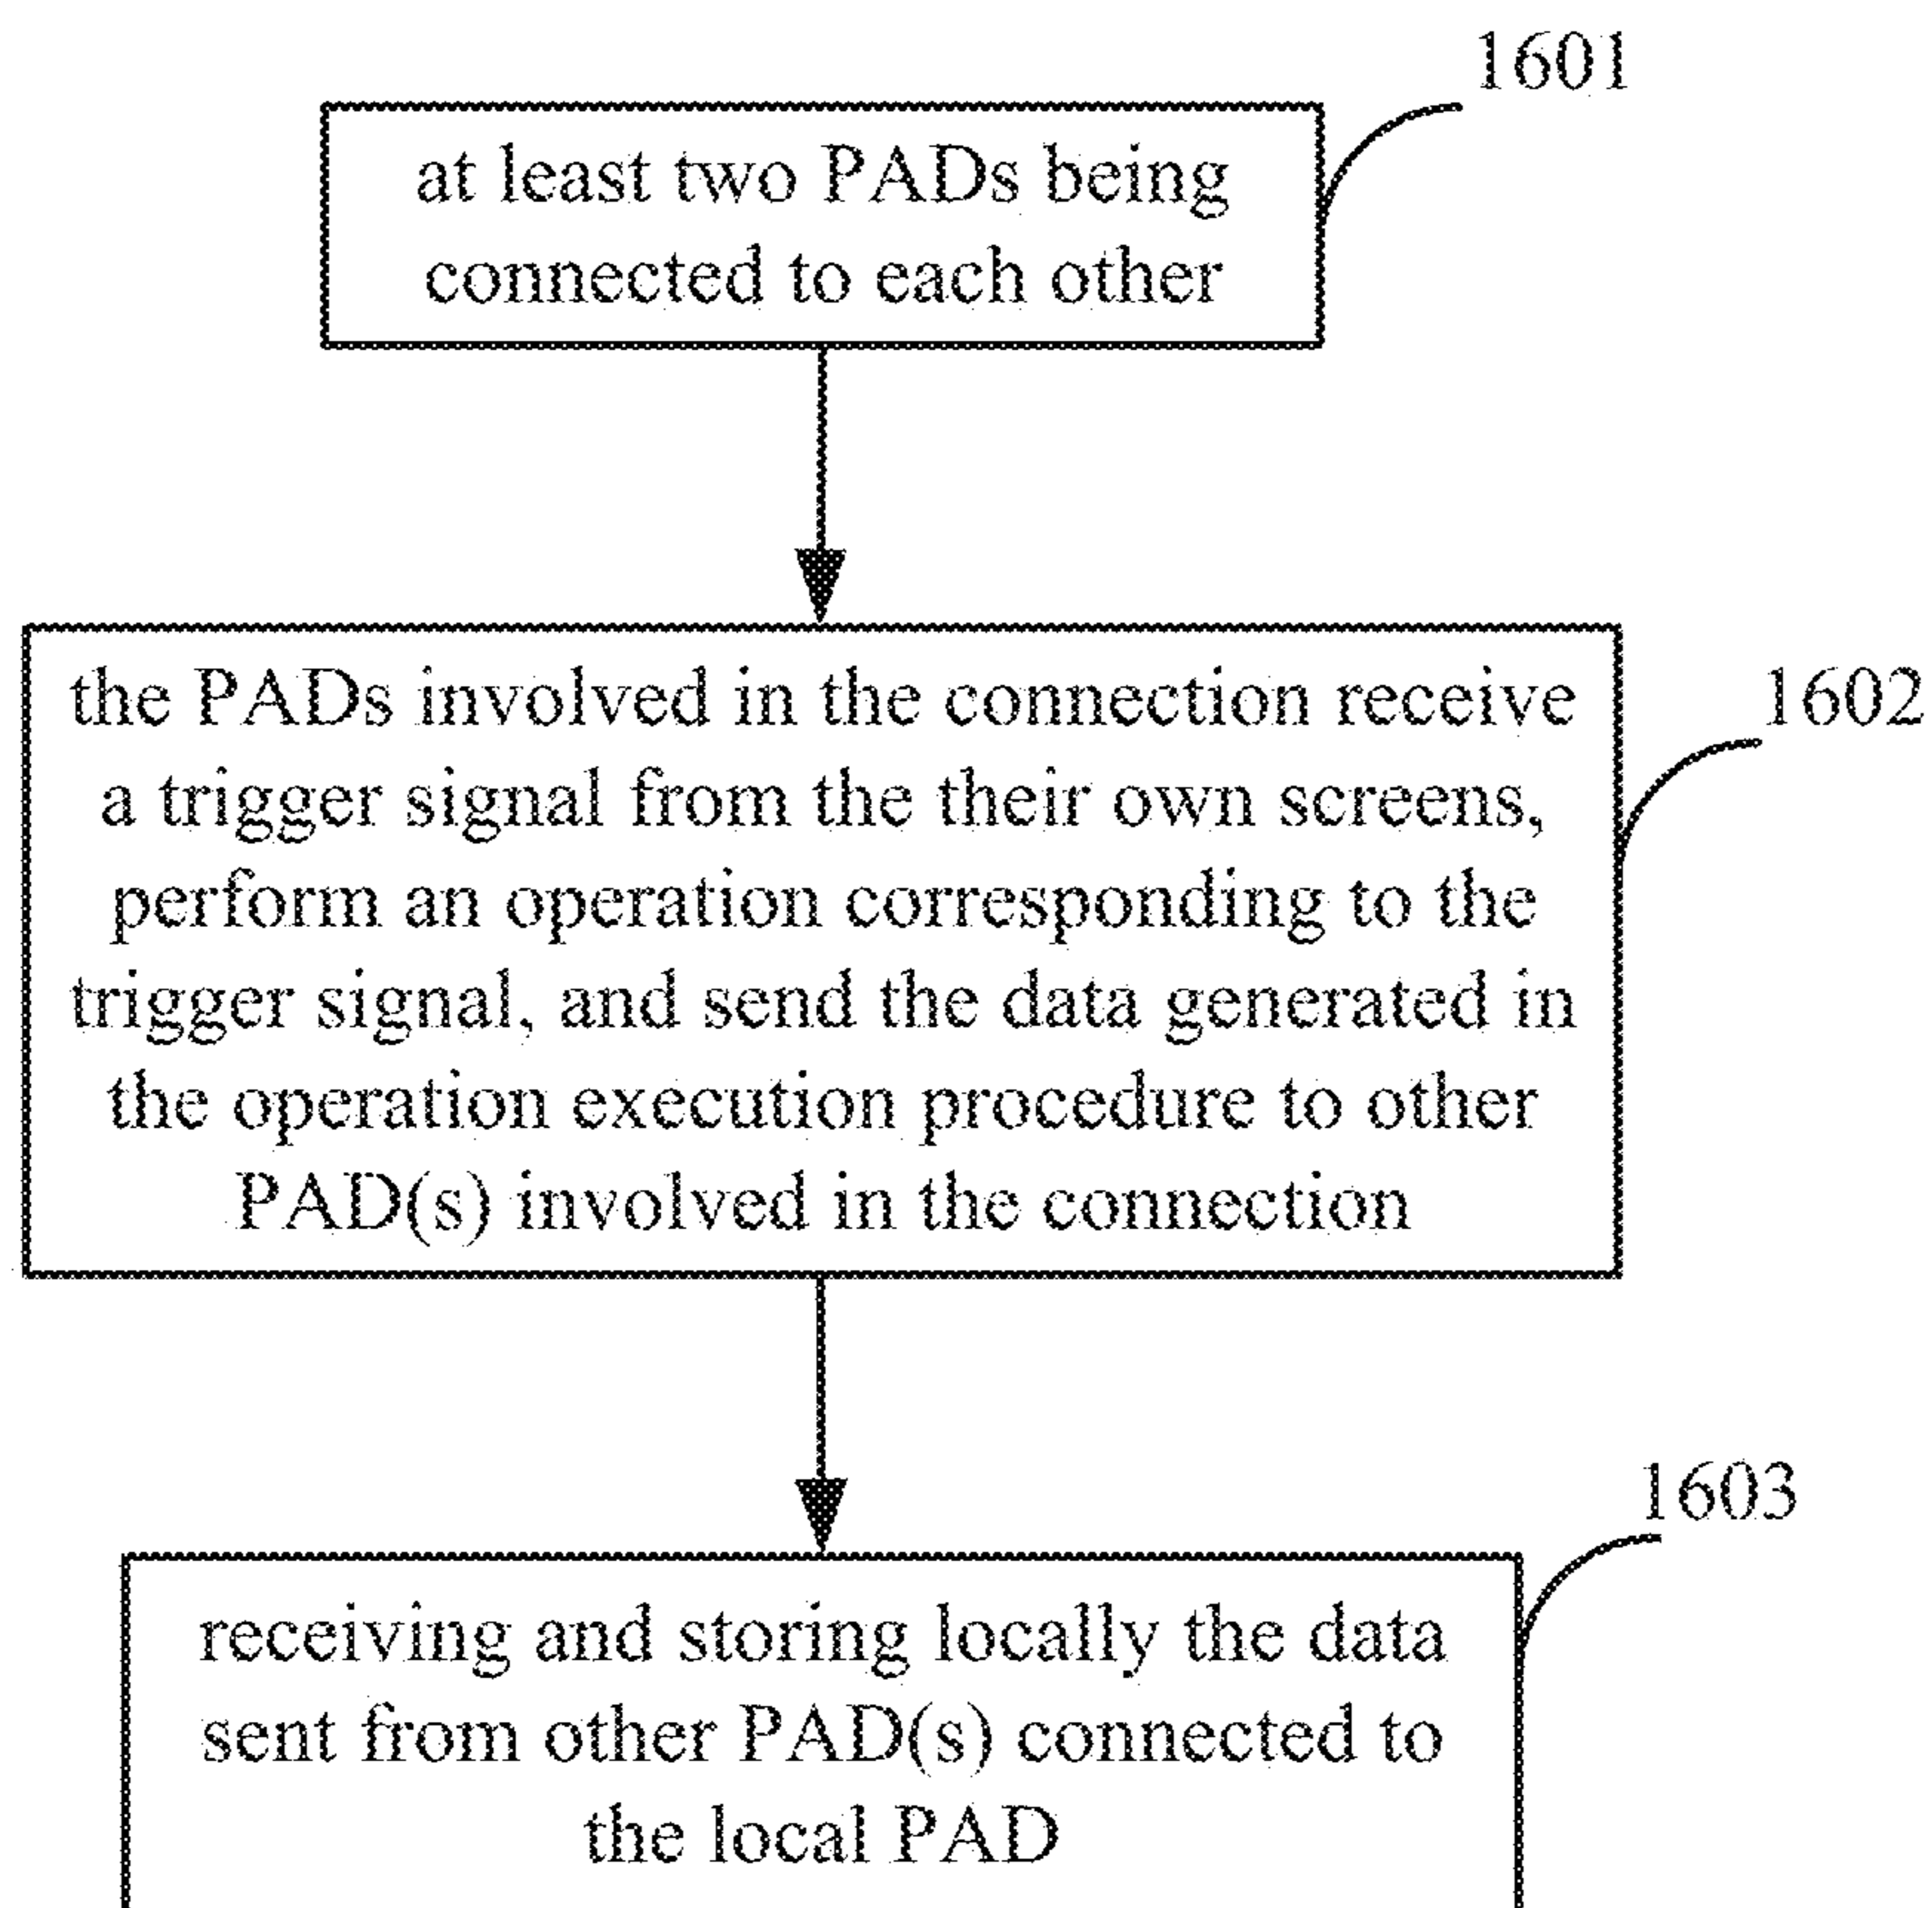 1601
at least two PADs being
connected to each other
1602
the PADs involved in the connection receive
a trigger signal from the their own screens,
perform an operation corresponding to the
trigger signal, and send the data generated in
the operation execution procedure to other
PAD(s) involved in the connection
1603
receiving and storing locally the data
sent from other PAD(s) connected to
the local PAD